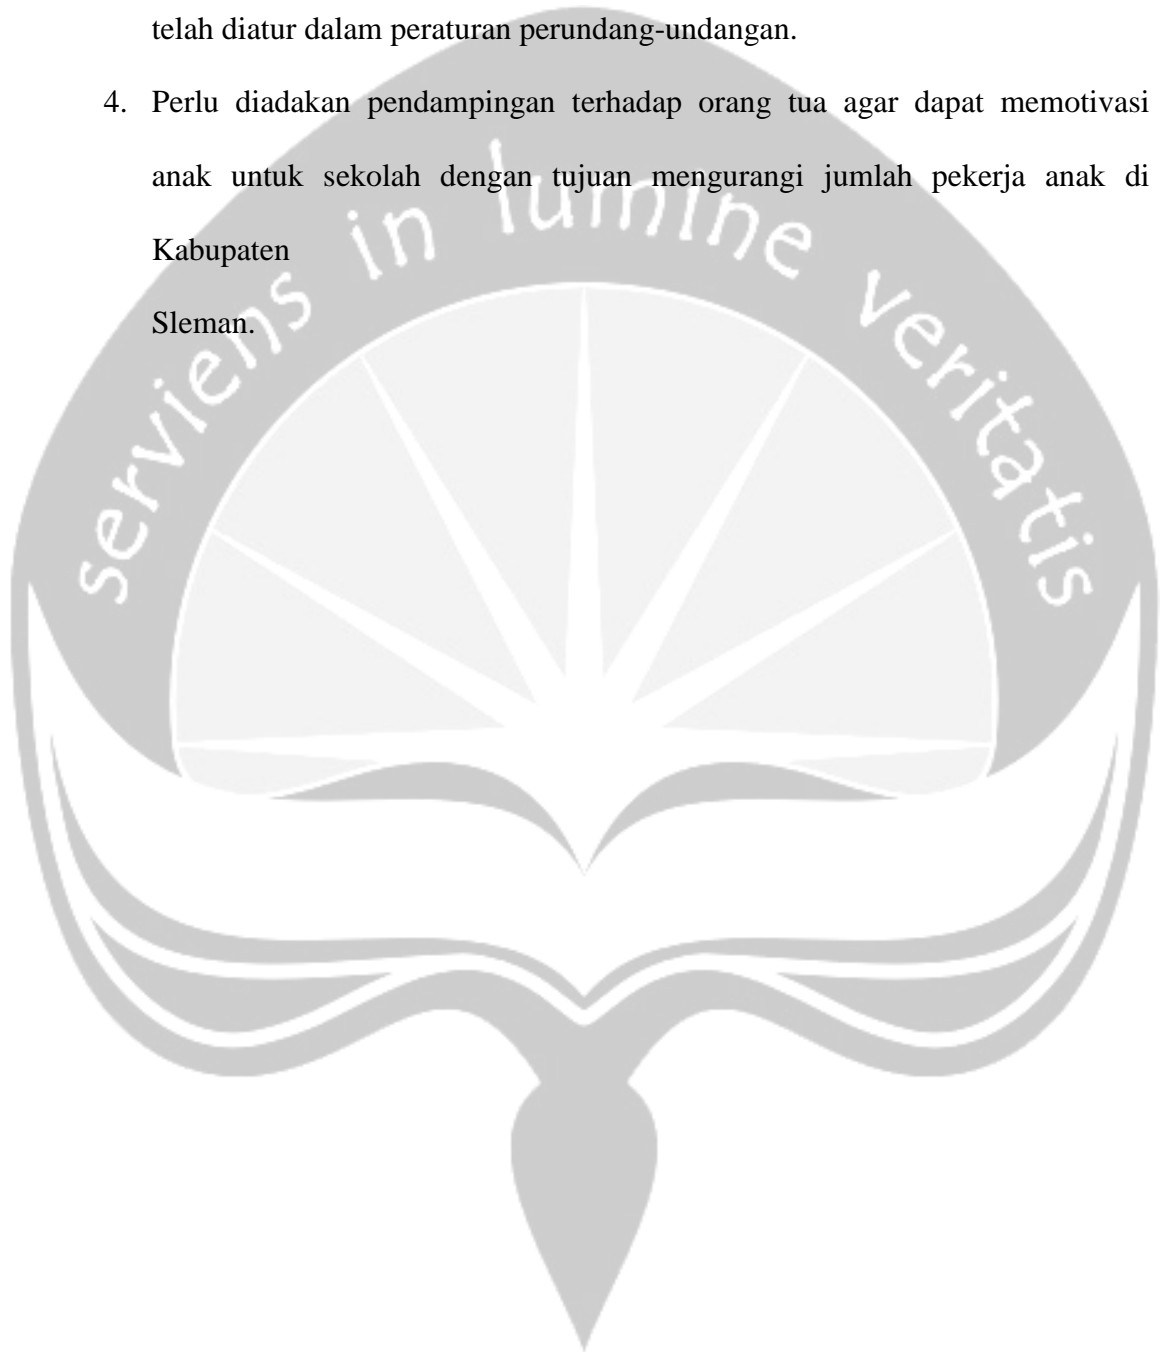 telah diatur dalam peraturan perundang-undangan.
4. Perlu diadakan pendampingan terhadap orang tua agar dapat memotivasi
anak untuk sekolah dengan tujuan mengurangi jumlah pekerja anak di
Kabupaten
Sleman.
serviens in lumine veritatis